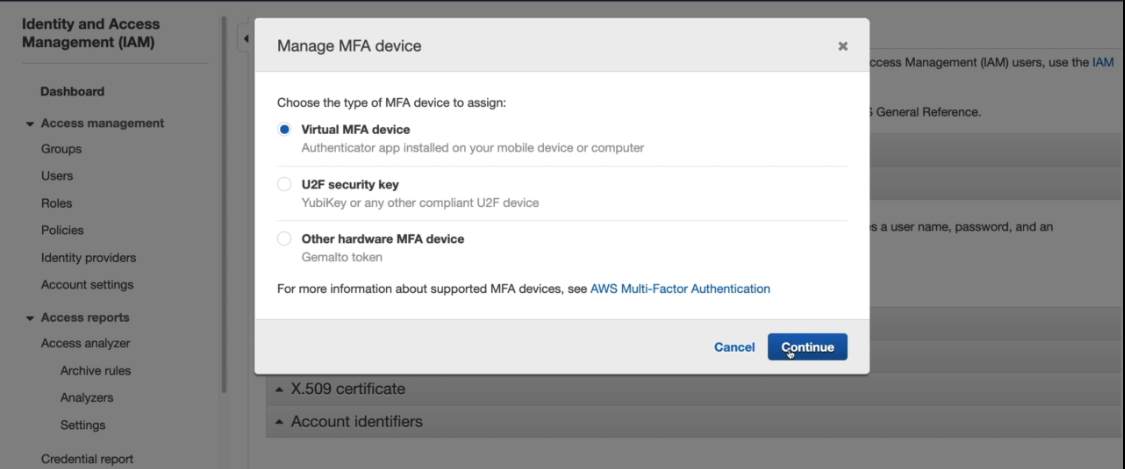 Identity and Access
Management (IAM)
Dashboard
Access management
Groups
Users
Roles
Policies
Identity providers
Account settings
Access reports
Access analyzer
Archive rules
Analyzers
Settings
Credential report
Manage MFA device
Choose the type of MFA device to assign:
Virtual MFA device
Authenticator app installed on your mobile device or computer
U2F security key
YubiKey or any other compliant U2F device
Other hardware MFA device
Gemalto token
For more information about supported MFA devices, see AWS Multi-Factor Authentication
Cancel Continue
Access Management (IAM) users, use the IAM
General Reference.
a user name, password, and an
X.509 certificate
Account identifiers